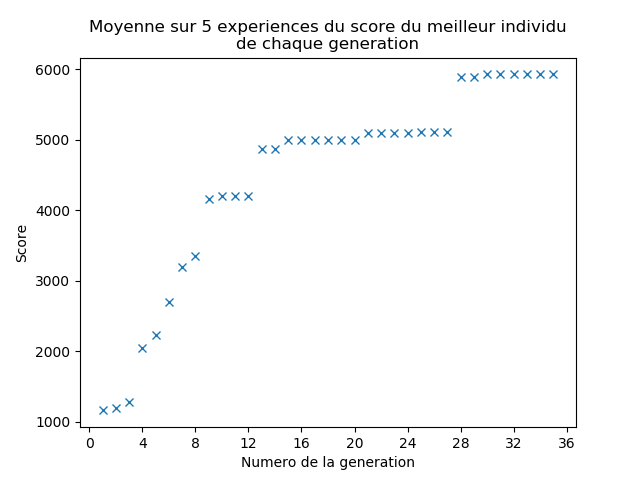 Moyenne sur 5 experiences du score du meilleur individu
de chaque generation
6000
5000
4000
3000
2000
1000
Score
0 4 8 12 16 20 24 28 32 36
Numero de la generation